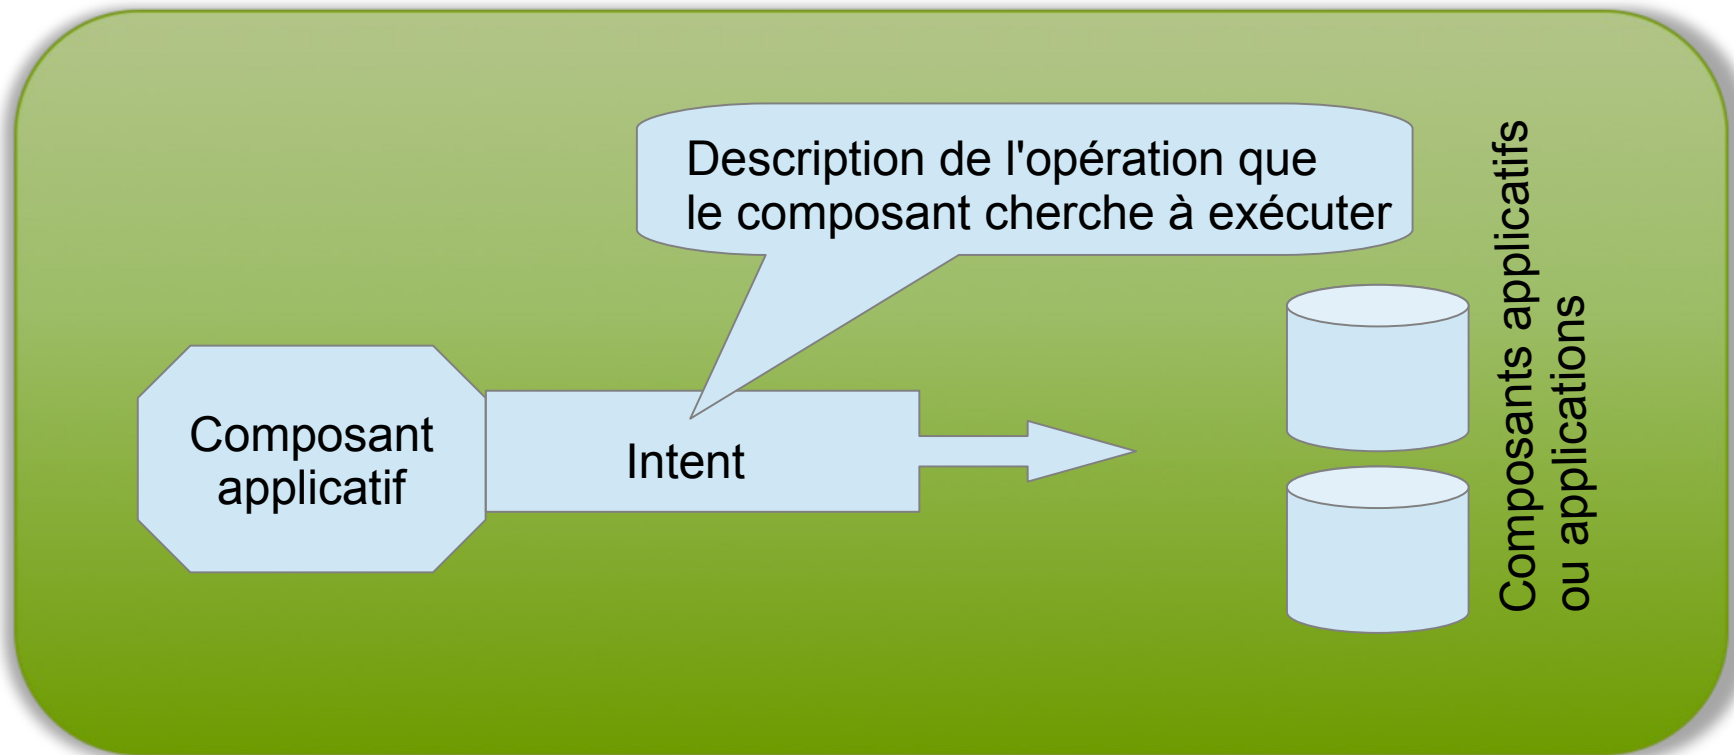 Description de l'opération que
le composant cherche à exécuter
Composant
applicatif
Intent
Composants applicatifs
ou applications